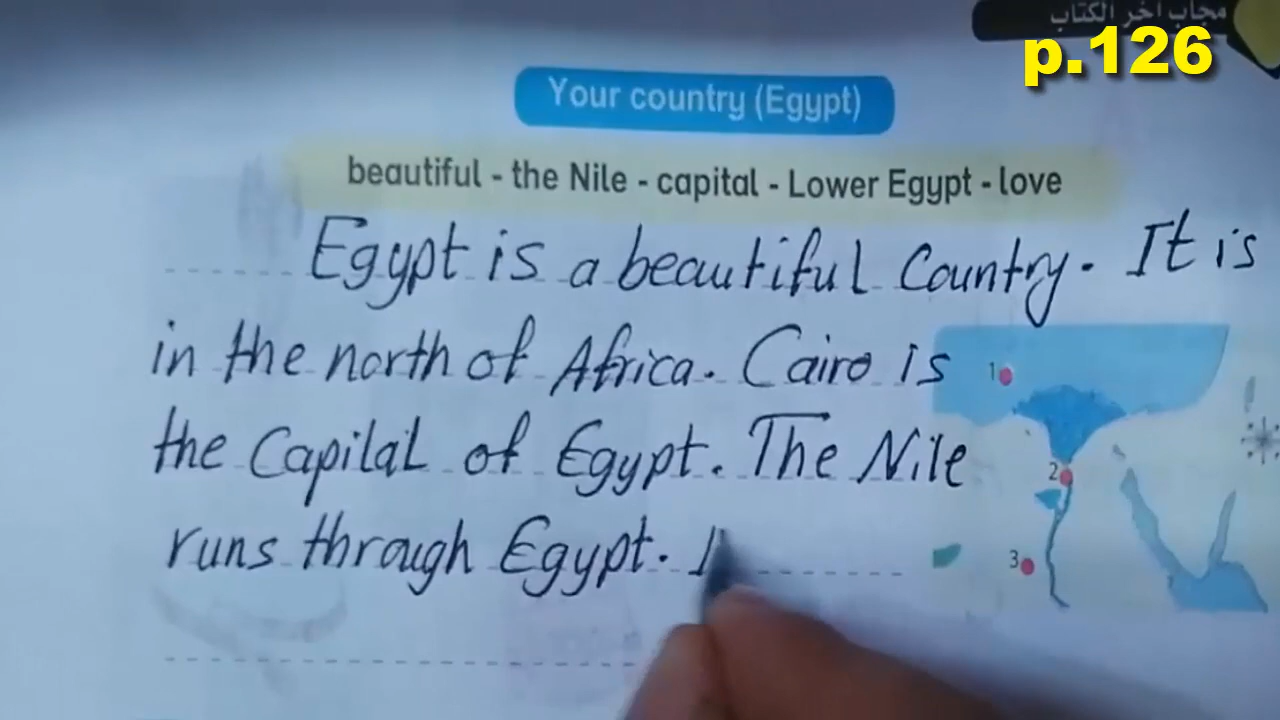 مجاب آخر الكتاب
p.126
Your country (Egypt)
beautiful - the Nile - capital - Lower Egypt - love
Egypt is a beautiful Country. It is
in the north of Africa. Cairo is
1
the Capital of Egypt. The Nile
2
runs through Egypt.
3